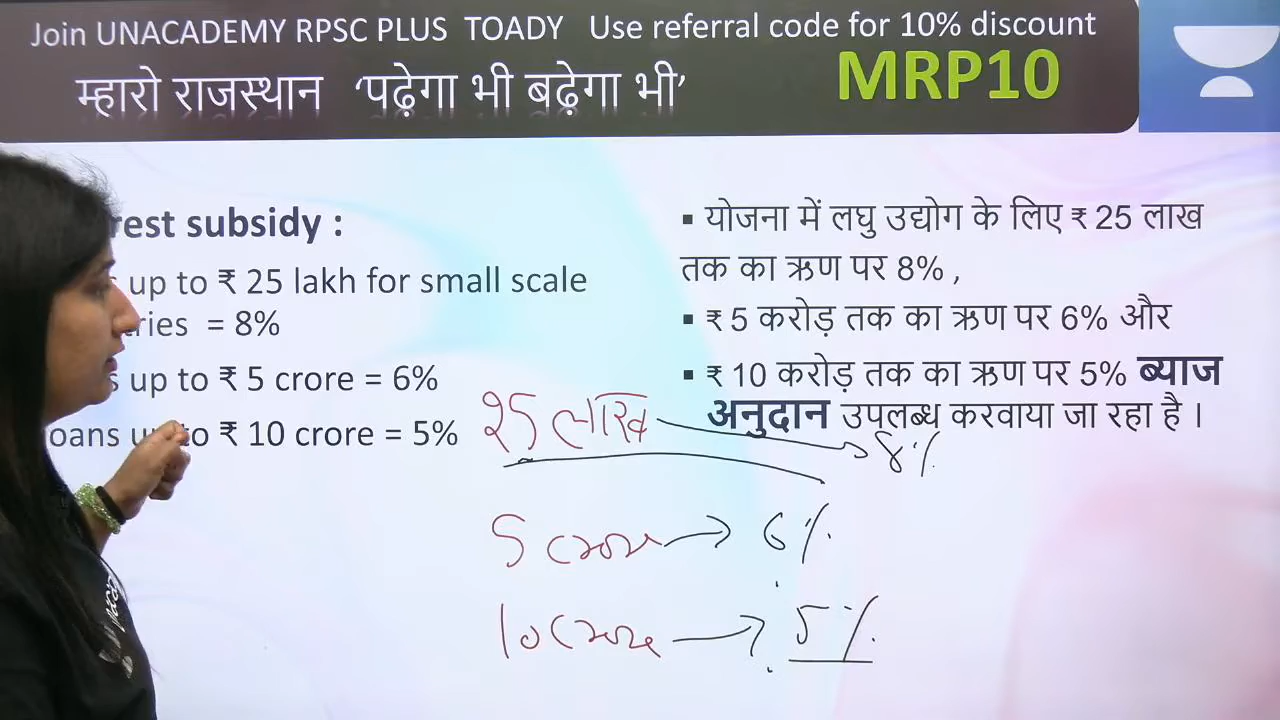 Join UNACADEMY RPSC PLUS TOADY Use referral code for 10% discount
म्हारो राजस्थान ‘पढ़ेगा भी बढ़ेगा भी’
MRP10
rest subsidy :
up to ₹ 25 lakh for small scale
ries = 8%
s up to ₹ 5 crore = 6%
oans up to ₹ 10 crore = 5%
▪ योजना में लघु उद्योग के लिए ₹ 25 लाख
तक का ऋण पर 8% ,
▪ ₹ 5 करोड़ तक का ऋण पर 6% और
▪ ₹ 10 करोड़ तक का ऋण पर 5% ब्याज
अनुदान उपलब्ध करवाया जा रहा है ।
25 लाख → 8%
5 crore → 6%
10 crore → 5%